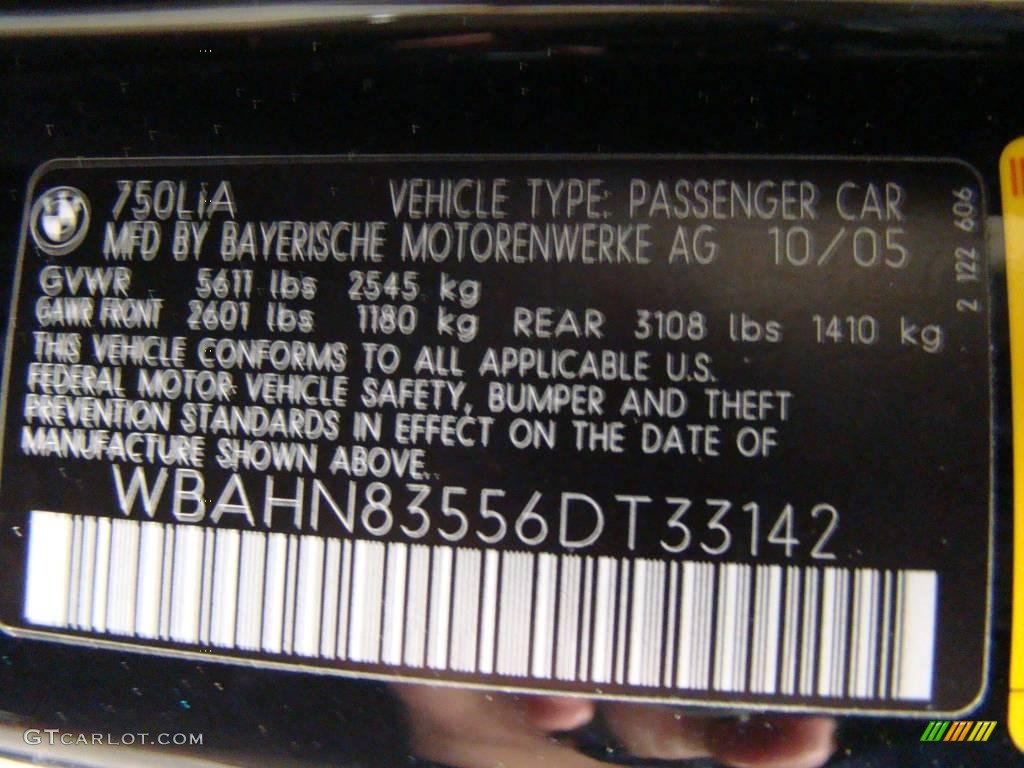 750LiA VEHICLE TYPE: PASSENGER CAR
MFD BY BAYERISCHE MOTORENWERKE AG 10/05
GVWR 5611 lbs 2545 kg
GAWR FRONT 2601 lbs 1180 kg REAR 3108 lbs 1410 kg
THIS VEHICLE CONFORMS TO ALL APPLICABLE U.S.
FEDERAL MOTOR VEHICLE SAFETY, BUMPER AND THEFT
PREVENTION STANDARDS IN EFFECT ON THE DATE OF
MANUFACTURE SHOWN ABOVE.
WBAHN83556DT33142
2 122 606
GTCARLOT.COM